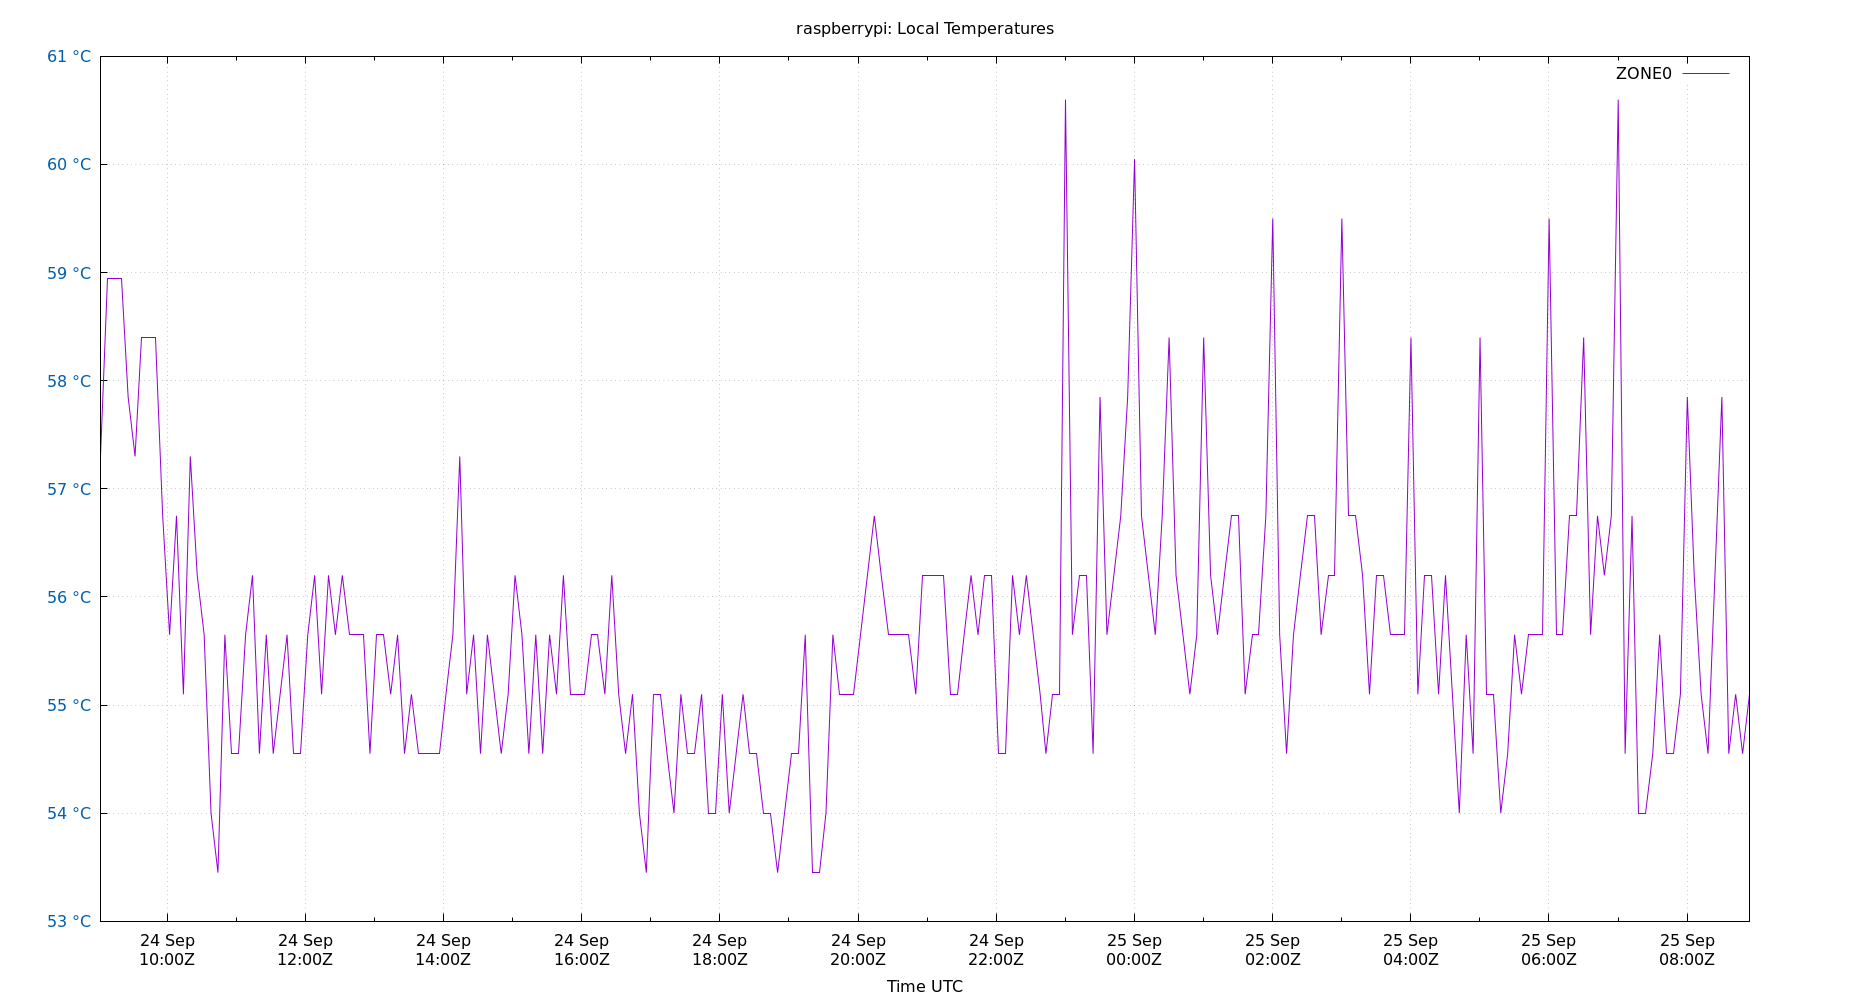 raspberrypi: Local Temperatures
61 °C
60 °C
59 °C
58 °C
57 °C
56 °C
55 °C
54 °C
53 °C
ZONE0
24 Sep
10:00Z
24 Sep
12:00Z
24 Sep
14:00Z
24 Sep
16:00Z
24 Sep
18:00Z
24 Sep
20:00Z
24 Sep
22:00Z
25 Sep
00:00Z
25 Sep
02:00Z
25 Sep
04:00Z
25 Sep
06:00Z
25 Sep
08:00Z
Time UTC